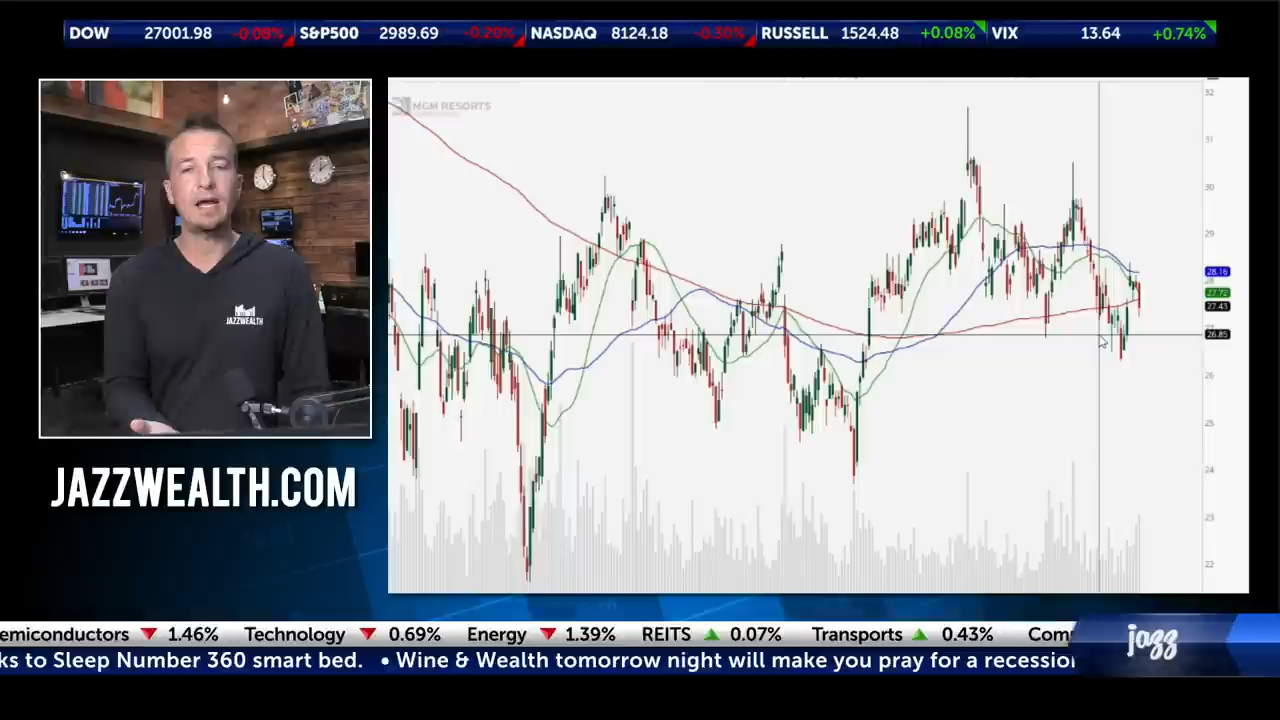 DOW 27001.98 -0.08% S&P500 2989.69 -0.20% NASDAQ 8124.18 -0.30% RUSSELL 1524.48 +0.08% VIX 13.64 +0.74%
MGM RESORTS
32
31
30
29
28.16
28
27.72
27.43
26.85
26
25
24
23
22
JAZZWEALTH
JAZZWEALTH.COM
emiconductors 1.46% Technology 0.69% Energy 1.39% REITS 0.07% Transports 0.43% Com
jazz
ks to Sleep Number 360 smart bed. • Wine & Wealth tomorrow night will make you pray for a recession